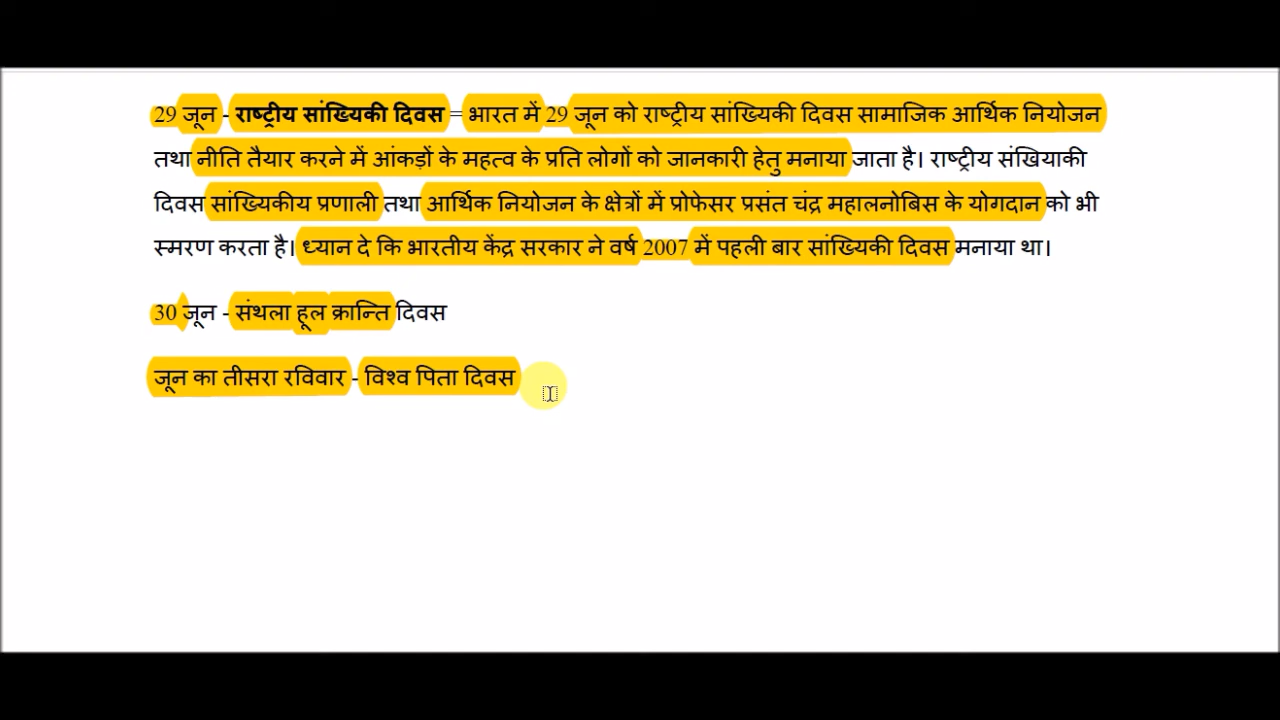 29 जून - राष्ट्रीय सांख्यिकी दिवस = भारत में 29 जून को राष्ट्रीय सांख्यिकी दिवस सामाजिक आर्थिक नियोजन
तथा नीति तैयार करने में आंकड़ों के महत्व के प्रति लोगों को जानकारी हेतु मनाया जाता है। राष्ट्रीय संखियाकी
दिवस सांख्यिकीय प्रणाली तथा आर्थिक नियोजन के क्षेत्रों में प्रोफेसर प्रसंत चंद्र महालनोबिस के योगदान को भी
स्मरण करता है। ध्यान दे कि भारतीय केंद्र सरकार ने वर्ष 2007 में पहली बार सांख्यिकी दिवस मनाया था।
30 जून - संथला हूल क्रान्ति दिवस
जून का तीसरा रविवार - विश्व पिता दिवस